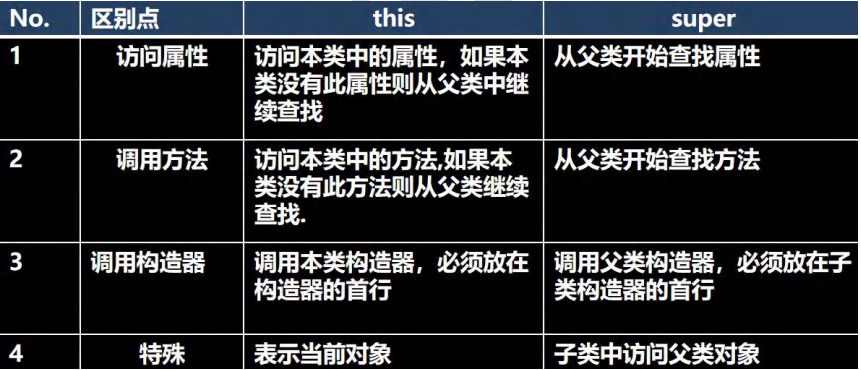 No. 区别点 this super
1 访问属性 访问本类中的属性，如果本 从父类开始查找属性
类没有此属性则从父类中继
续查找
2 调用方法 访问本类中的方法,如果本 从父类开始查找方法
类没有此方法则从父类继续
查找.
3 调用构造器 调用本类构造器，必须放在 调用父类构造器，必须放在子
构造器的首行 类构造器的首行
4 特殊 表示当前对象 子类中访问父类对象